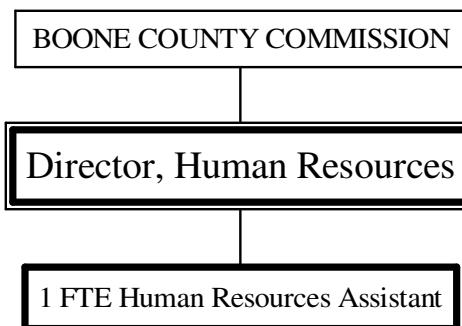 BOONE COUNTY COMMISSION
Director, Human Resources
1 FTE Human Resources Assistant